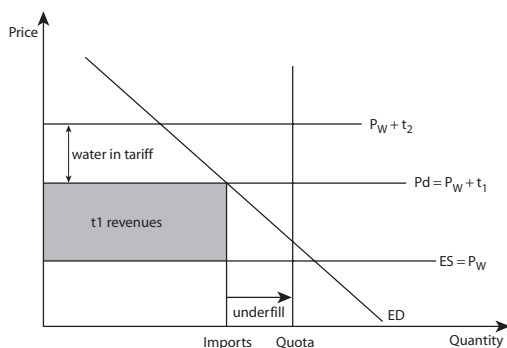 Price
P_W + t_2
water in tariff
Pd = P_W + t_1
t1 revenues
ES = P_W
underfill
ED
Imports Quota Quantity